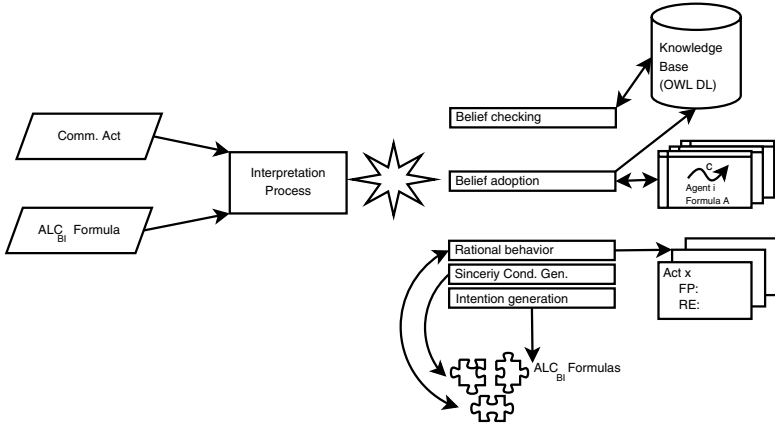 Knowledge
Base
(OWL DL)
Belief checking
Comm. Act
Interpretation
Process
Belief adoption
C
Agent i
Formula A
ALC BI Formula
Rational behavior
Sinceriy Cond. Gen.
Intention generation
Act x
FP:
RE:
ALC BI Formulas